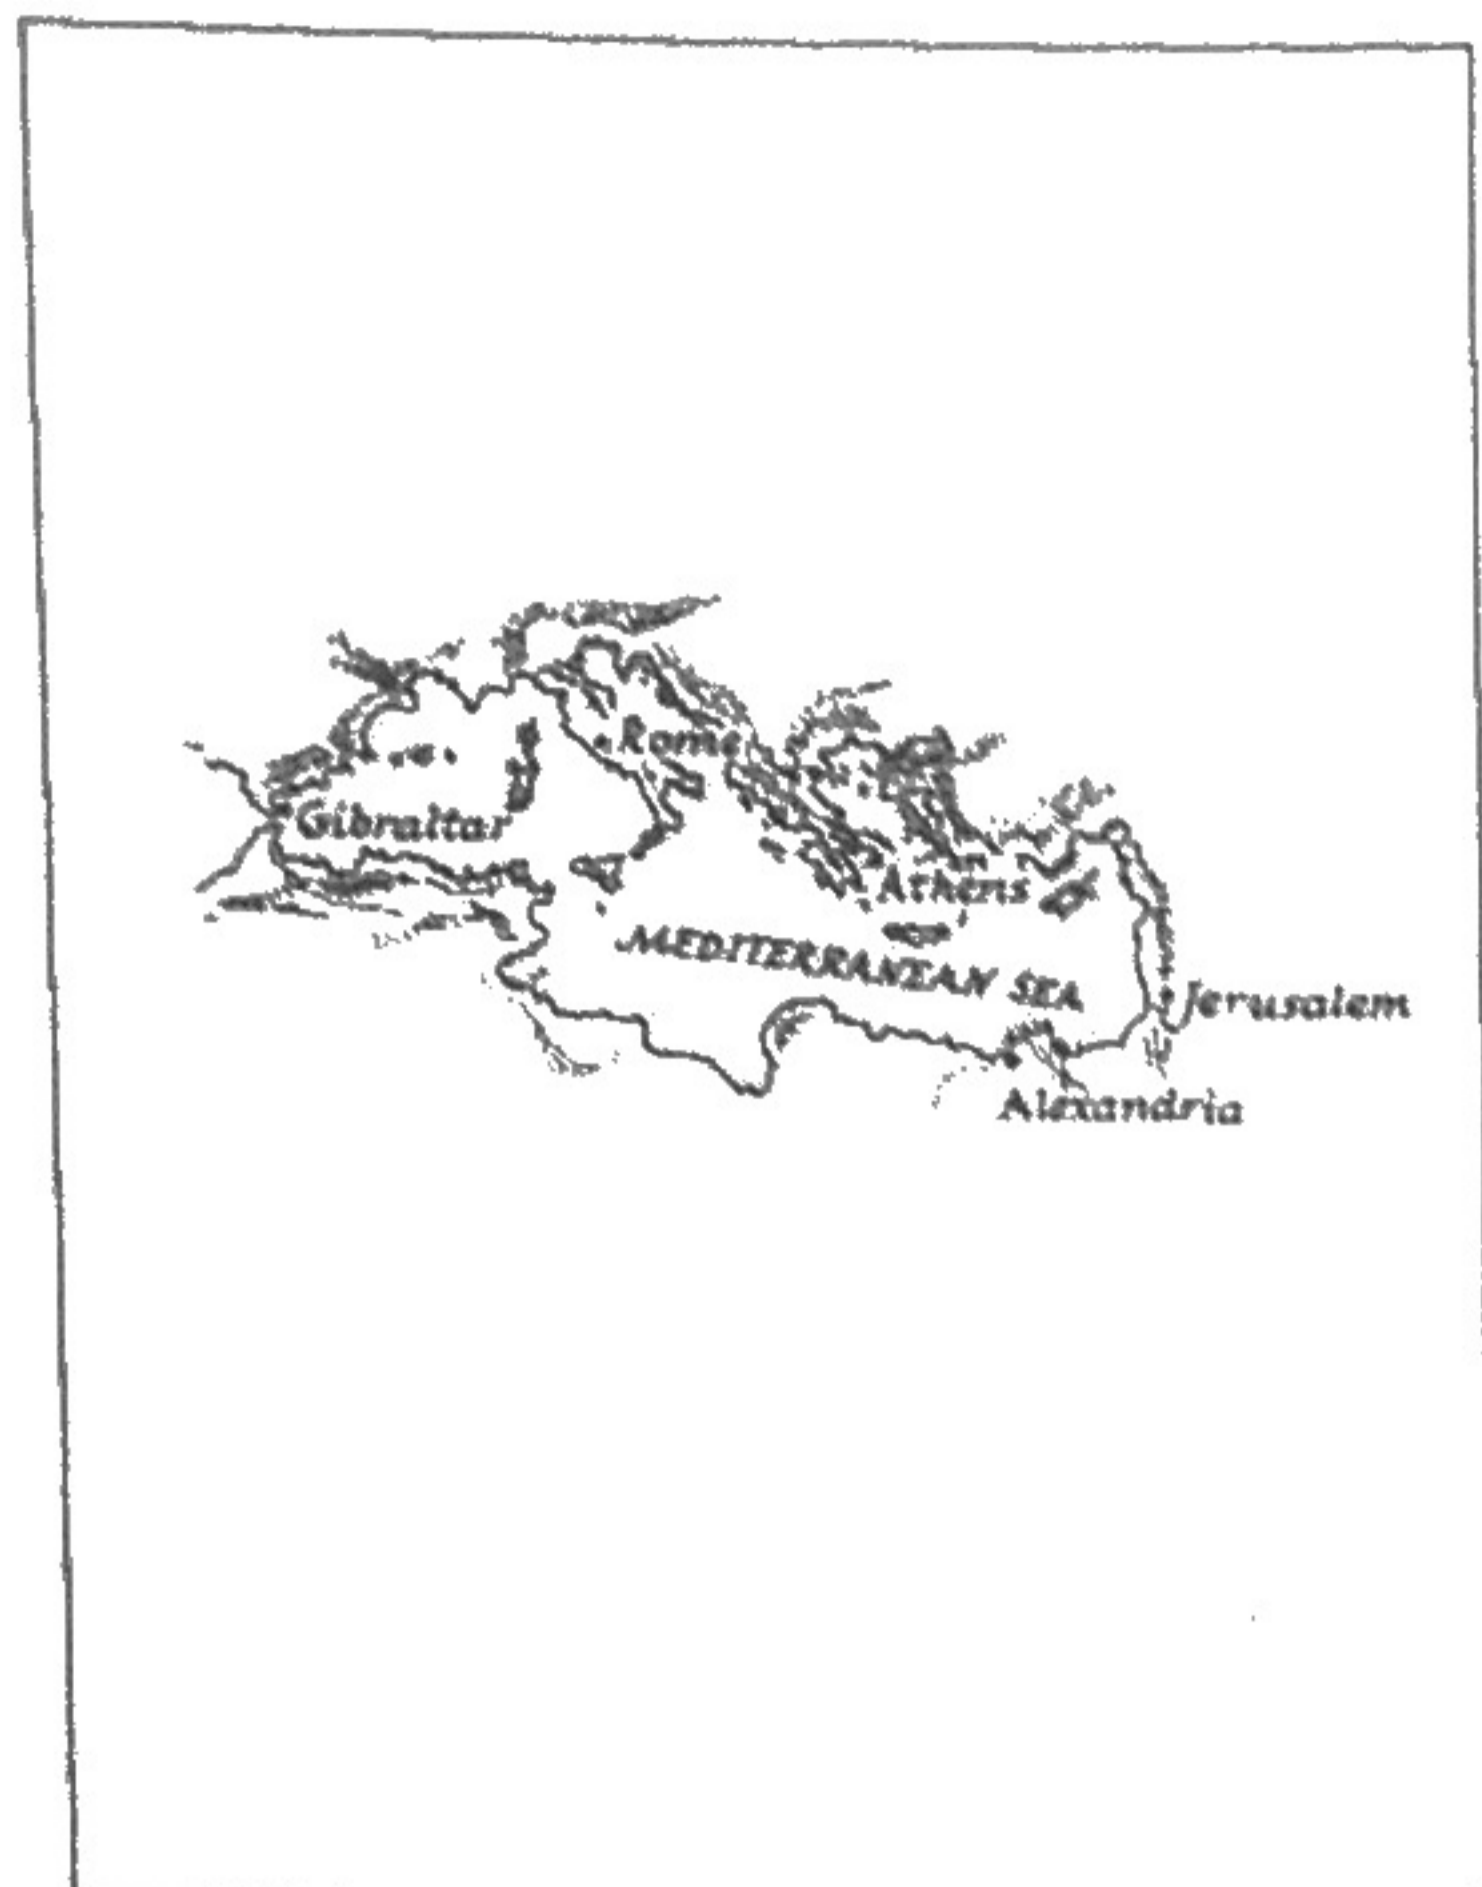 Rome
Gibraltar
Athens
MEDITERRANEAN SEA
Jerusalem
Alexandria